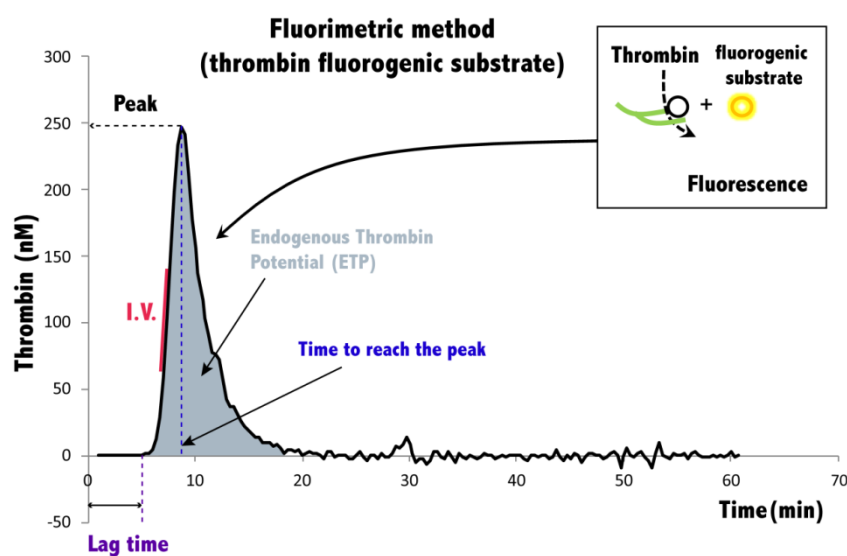 Fluorimetric method
(thrombin fluorogenic substrate)
Thrombin
fluorogenic
substrate
+
Fluorescence
Peak
Endogenous Thrombin
Potential (ETP)
I.V.
Time to reach the peak
Thrombin (nM)
300
250
200
150
100
50
0
-50
0
10
20
30
40
50
60
70
Time (min)
Lag time